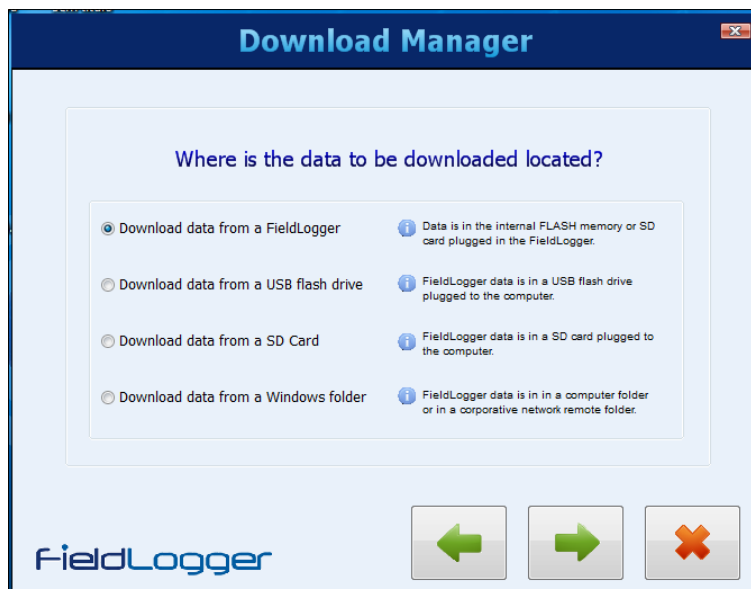 Download Manager
Where is the data to be downloaded located?
Download data from a FieldLogger
Data is in the internal FLASH memory or SD
card plugged in the FieldLogger.
Download data from a USB flash drive
FieldLogger data is in a USB flash drive
plugged to the computer.
Download data from a SD Card
FieldLogger data is in a SD card plugged to
the computer.
Download data from a Windows folder
FieldLogger data is in in a computer folder
or in a corporative network remote folder.
FieldLogger